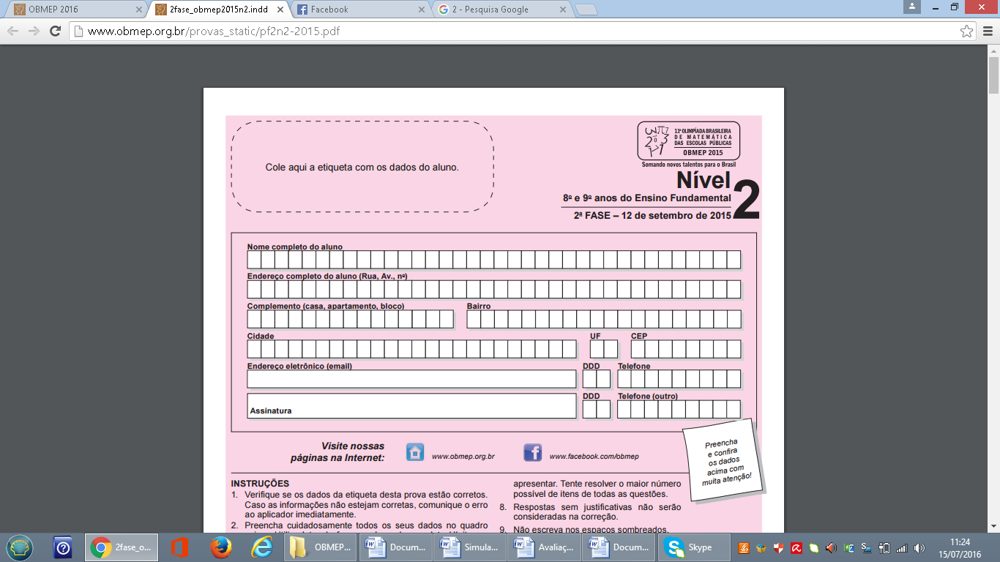 OBMEP 2016
2fase_obmep2015n2.indd
Facebook
2 - Pesquisa Google
www.obmep.org.br/provas_static/pf2n2-2015.pdf
Cole aqui a etiqueta com os dados do aluno.
11ª OLIMPÍADA BRASILEIRA
DE MATEMÁTICA
DAS ESCOLAS PÚBLICAS
OBMEP 2015
Somando novos talentos para o Brasil
Nível 2
8º e 9º anos do Ensino Fundamental
2ª FASE – 12 de setembro de 2015
Nome completo do aluno
Endereço completo do aluno (Rua, Av., nº)
Complemento (casa, apartamento, bloco) Bairro
Cidade UF CEP
Endereço eletrônico (email) DDD Telefone
DDD Telefone (outro)
Assinatura
Visite nossas
páginas na Internet:
www.obmep.org.br
www.facebook.com/obmep
Preencha
e confira
os dados
acima com
muita atenção!
INSTRUÇÕES
1. Verifique se os dados da etiqueta desta prova estão corretos.
Caso as informações não estejam corretas, comunique o erro
ao aplicador imediatamente.
2. Preencha cuidadosamente todos os seus dados no quadro
apresentar. Tente resolver o maior número
possível de itens de todas as questões.
8. Respostas sem justificativas não serão
consideradas na correção.
9. Não escreva nos espaços sombreados.
2fase_o...
OBMEP...
Docum...
Simula...
Avaliaç...
Docum...
Skype
11:24
15/07/2016